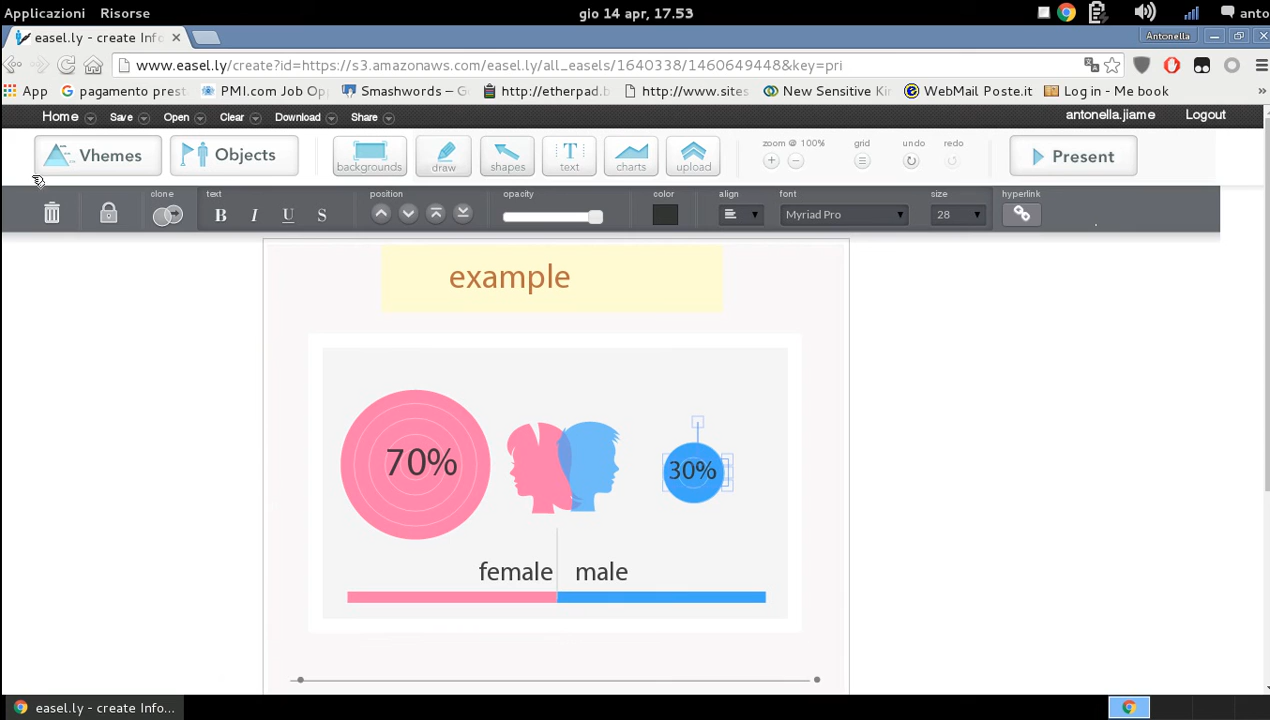 Applicazioni Risorse gio 14 apr, 17.53 anto
easel.ly - create Info Antonella
www.easel.ly/create?id=https://s3.amazonaws.com/easel.ly/all_easels/1640338/1460649448&key=pri
App pagamento prest PMI.com Job Opp Smashwords – G http://etherpad.b http://www.sites New Sensitive Ki WebMail Poste.it Log in - Me book »
Home Save Open Clear Download Share antonella.jiame Logout
Vhemes Objects backgrounds draw shapes text charts upload zoom @ 100% grid undo redo Present
clone text position opacity color align font size hyperlink
B I U S Myriad Pro 28
example
70% 30%
female male
easel.ly - create Info...